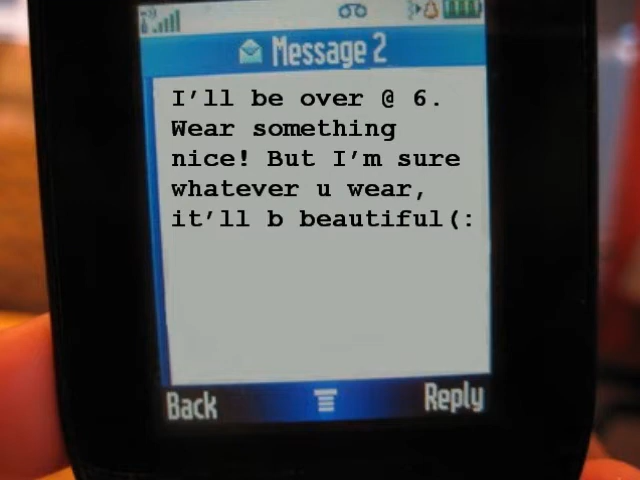 Message 2
I'll be over @ 6.
Wear something
nice! But I'm sure
whatever u wear,
it'll b beautiful(:
Back Reply